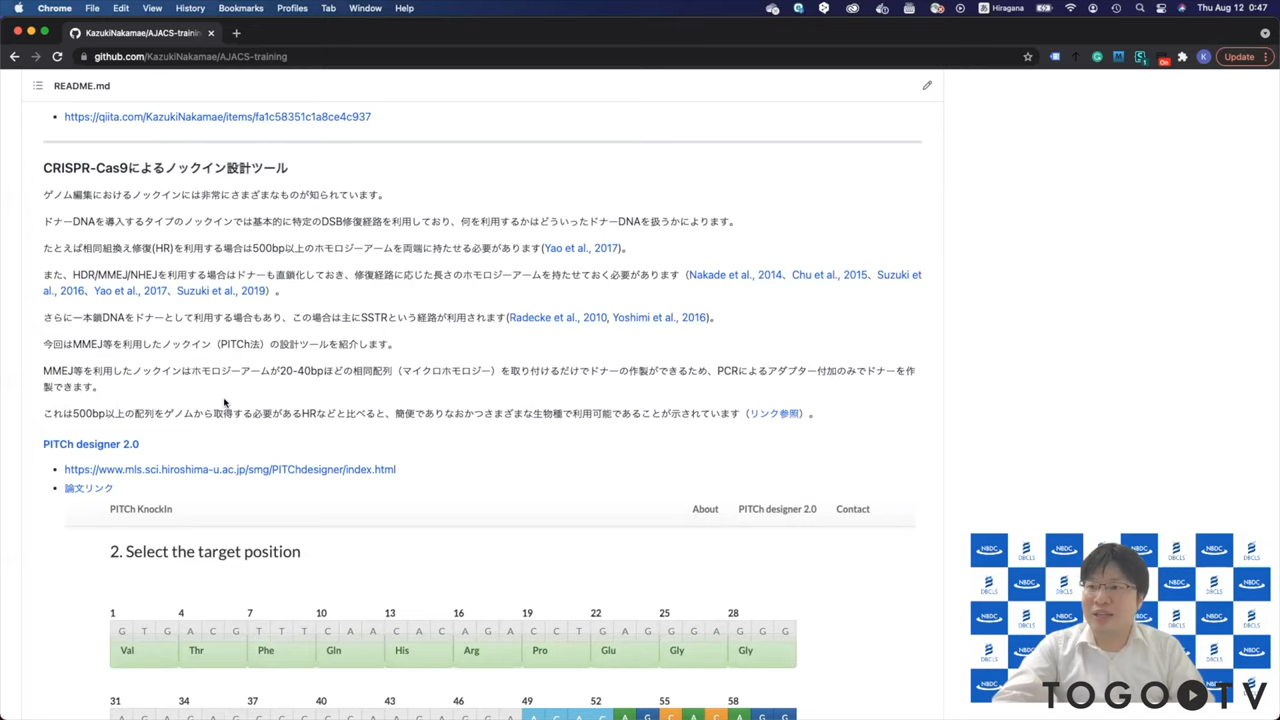 Chrome File Edit View History Bookmarks Profiles Tab Window Help Hiragana Thu Aug 12 0:47
KazukiNakamae/AJACS-trainin
github.com/KazukiNakamae/AJACS-training Update
README.md
https://qiita.com/KazukiNakamae/items/fa1c58351c1a8ce4c937
CRISPR-Cas9によるノックイン設計ツール
ゲノム編集におけるノックインには非常にさまざまなものが知られています。
ドナーDNAを導入するタイプのノックインでは基本的に特定のDSB修復経路を利用しており、何を利用するかはどういったドナーDNAを扱うかによります。
たとえば相同組換え修復(HR)を利用する場合は500bp以上のホモロジーアームを両端に持たせる必要があります(Yao et al., 2017)。
また、HDR/MMEJ/NHEJを利用する場合はドナーも直鎖化しておき、修復経路に応じた長さのホモロジーアームを持たせておく必要があります（Nakade et al., 2014、Chu et al., 2015、Suzuki et
al., 2016、Yao et al., 2017、Suzuki et al., 2019）。
さらに一本鎖DNAをドナーとして利用する場合もあり、この場合は主にSSTRという経路が利用されます(Radecke et al., 2010, Yoshimi et al., 2016)。
今回はMMEJ等を利用したノックイン（PITCh法）の設計ツールを紹介します。
MMEJ等を利用したノックインはホモロジーアームが20-40bpほどの相同配列（マイクロホモロジー）を取り付けるだけでドナーの作製ができるため、PCRによるアダプター付加のみでドナーを作
製できます。
これは500bp以上の配列をゲノムから取得する必要があるHRなどと比べると、簡便でありなおかつさまざまな生物種で利用可能であることが示されています（リンク参照）。
PITCh designer 2.0
https://www.mls.sci.hiroshima-u.ac.jp/smg/PITChdesigner/index.html
論文リンク
PITCh KnockIn About PITCh designer 2.0 Contact
2. Select the target position
1 4 7 10 13 16 19 22 25 28
G T G A C G T T T C A A C A C A G A C C T G A G G G A G G G
Val Thr Phe Gln His Arg Pro Glu Gly Gly
31 34 37 40 43 46 49 52 55 58
NBDC DBCLS NBDC DBCLS NBDC DBCLS NBDC DBCLS
DBCLS NBDC DBCLS NBDC DBCLS NBDC
NBDC DBCLS NBDC DBCLS
DBCLS NBDC DBCLS NBDC DBCLS
TOGO TV